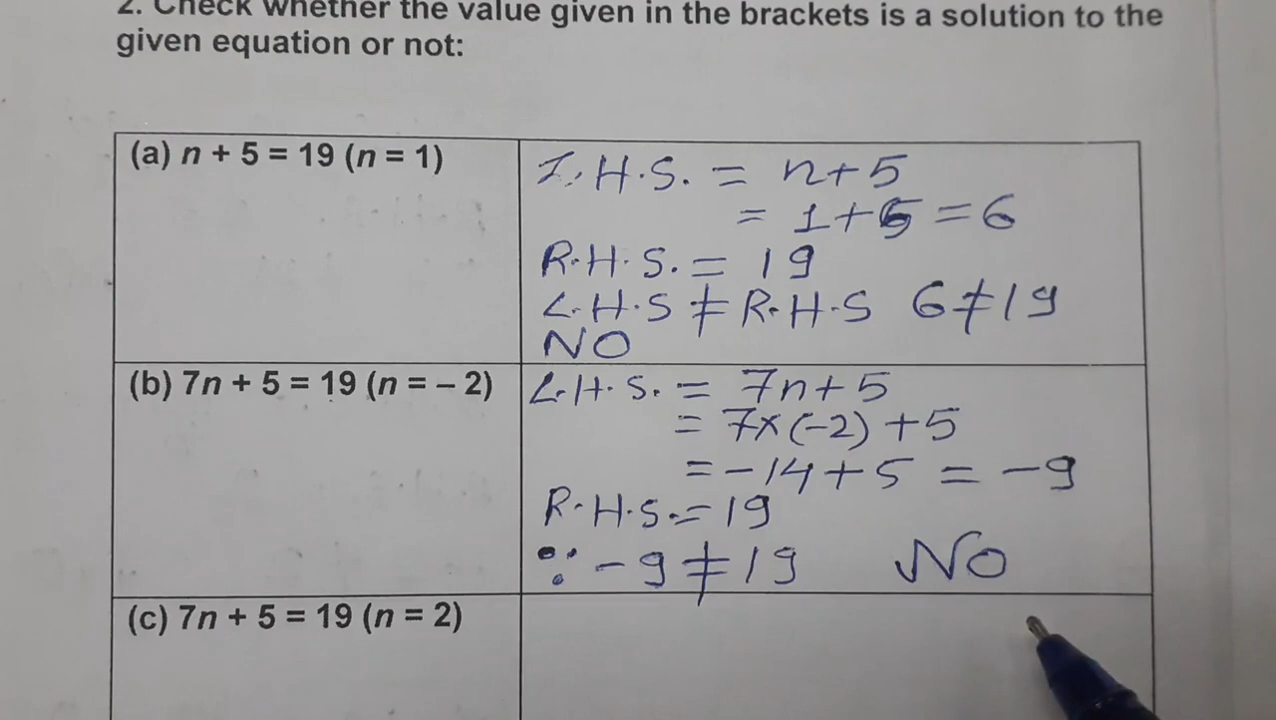 2. Check whether the value given in the brackets is a solution to the
given equation or not:
(a) n + 5 = 19 (n = 1)
L.H.S. = n+5
= 1+5 = 6
R.H.S. = 19
L.H.S ≠ R.H.S 6≠19
NO
(b) 7n + 5 = 19 (n = – 2)
L.H.S. = 7n+5
= 7×(-2) +5
= -14+5 = -9
R.H.S. = 19
∵ -9 ≠ 19 No
(c) 7n + 5 = 19 (n = 2)